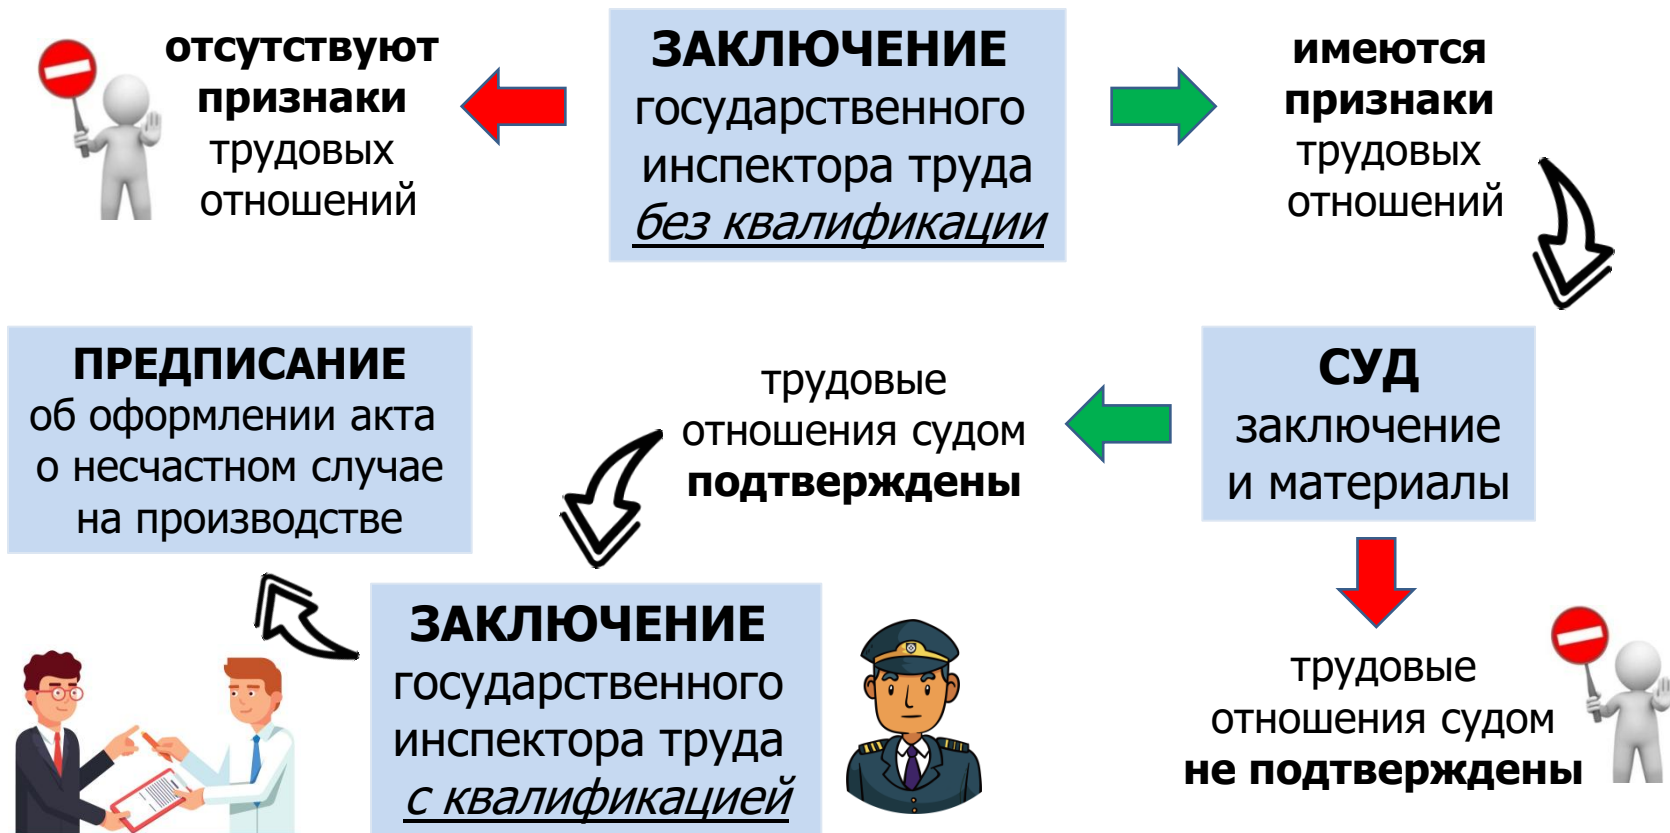 отсутствуют
признаки
трудовых
отношений
ЗАКЛЮЧЕНИЕ
государственного
инспектора труда
без квалификации
имеются
признаки
трудовых
отношений
ПРЕДПИСАНИЕ
об оформлении акта
о несчастном случае
на производстве
трудовые
отношения судом
подтверждены
СУД
заключение
и материалы
ЗАКЛЮЧЕНИЕ
государственного
инспектора труда
с квалификацией
трудовые
отношения судом
не подтверждены